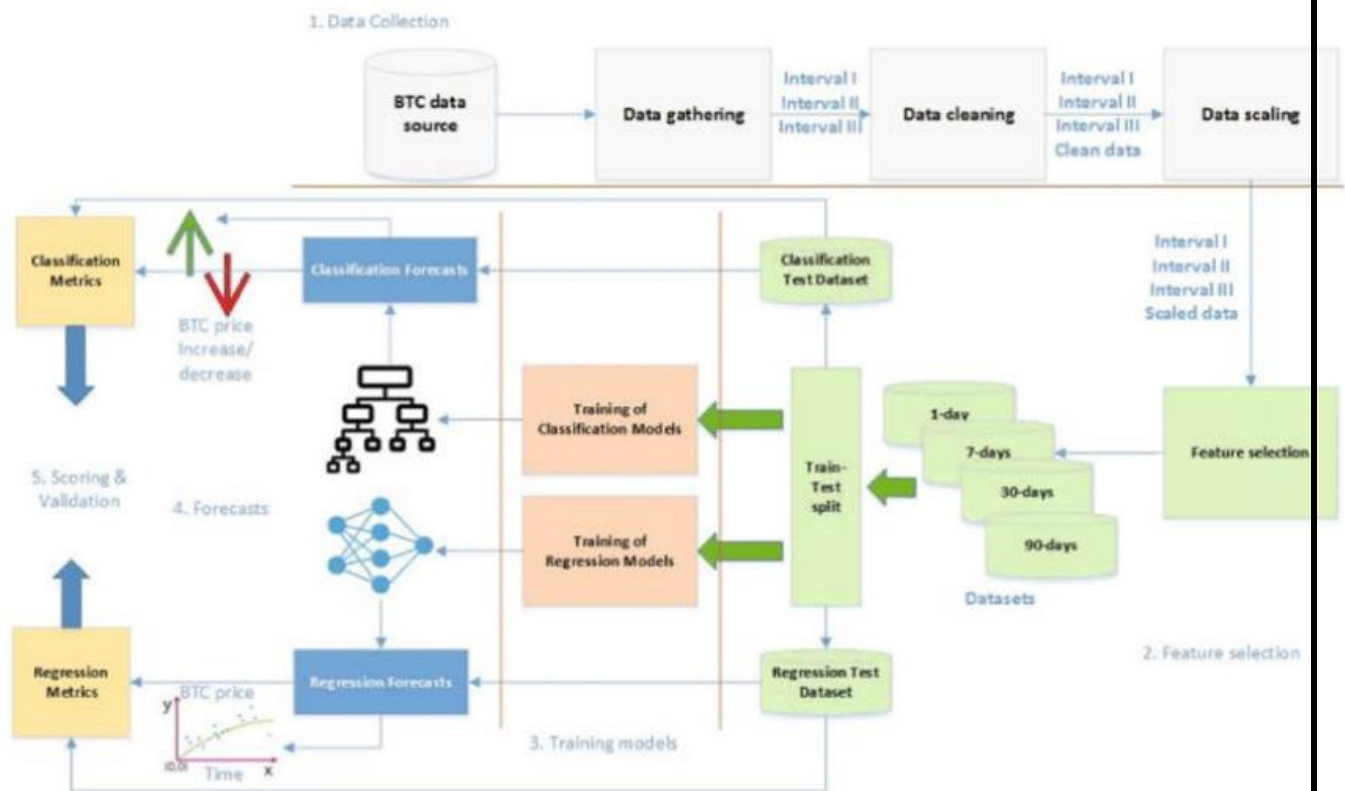 1. Data Collection
BTC data
source
Data gathering
Interval I
Interval II
Interval III
Data cleaning
Interval I
Interval II
Interval III
Clean data
Data scaling
Classification
Metrics
BTC price
Increase/
decrease
Classification Forecasts
Classification
Test Dataset
Interval I
Interval II
Interval III
Scaled data
Training of
Classification Models
Train-
Test
split
1-day
7-days
30-days
90-days
Datasets
Feature selection
5. Scoring &
Validation
4. Forecasts
Training of
Regression Models
2. Feature selection
Regression
Metrics
BTC price
y
(0.0)
Time
x
Regression Forecasts
3. Training models
Regression Test
Dataset